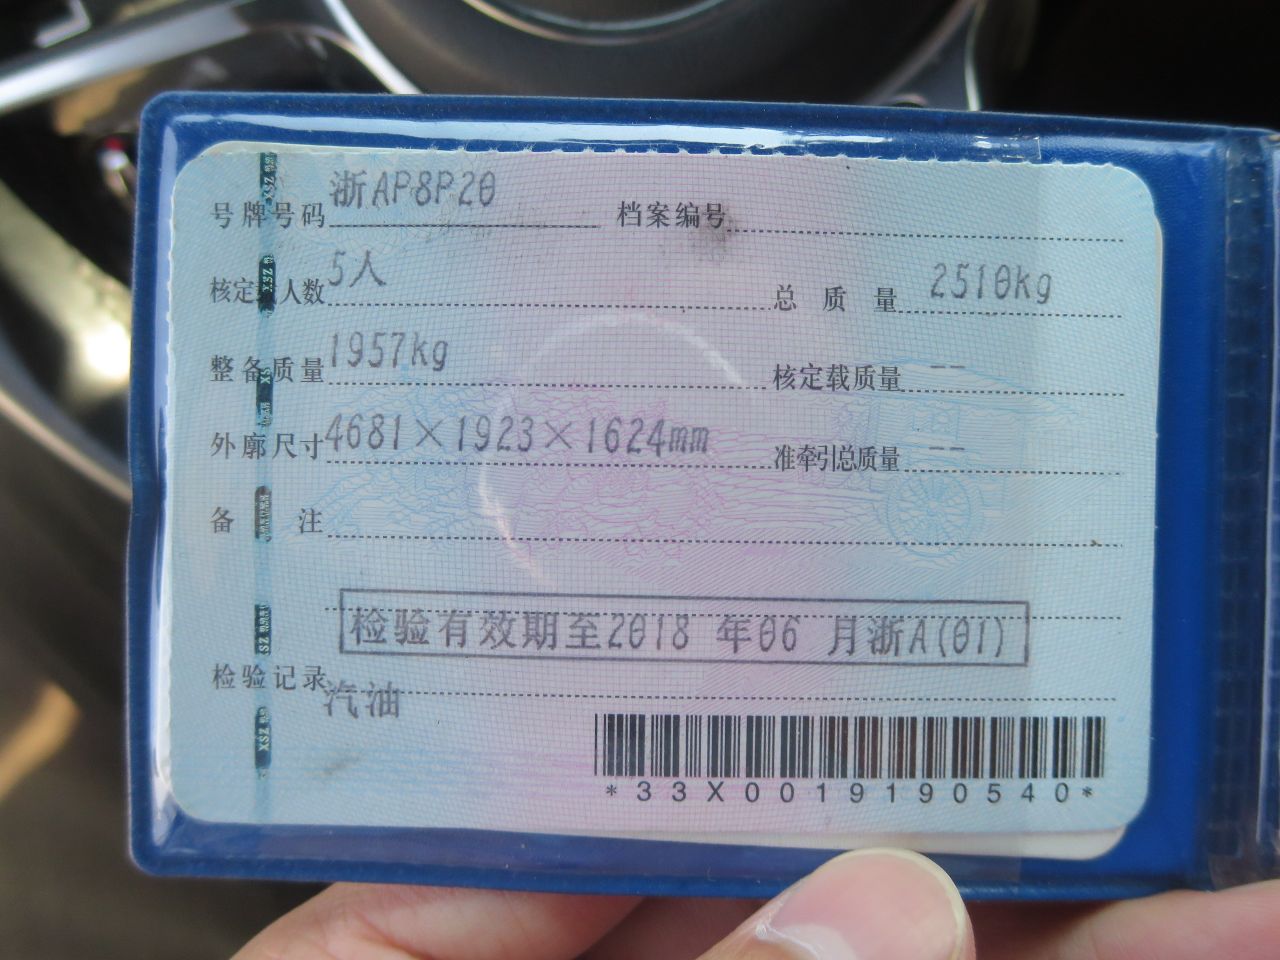 号牌号码 浙AP8P20 档案编号
核定载人数 5人 总质量 2510kg
整备质量 1957kg 核定载质量 --
外廓尺寸 4681×1923×1624mm 准牵引总质量 --
备注
检验有效期至2018 年06 月浙A(01)
检验记录
汽油
*33X0019190540*